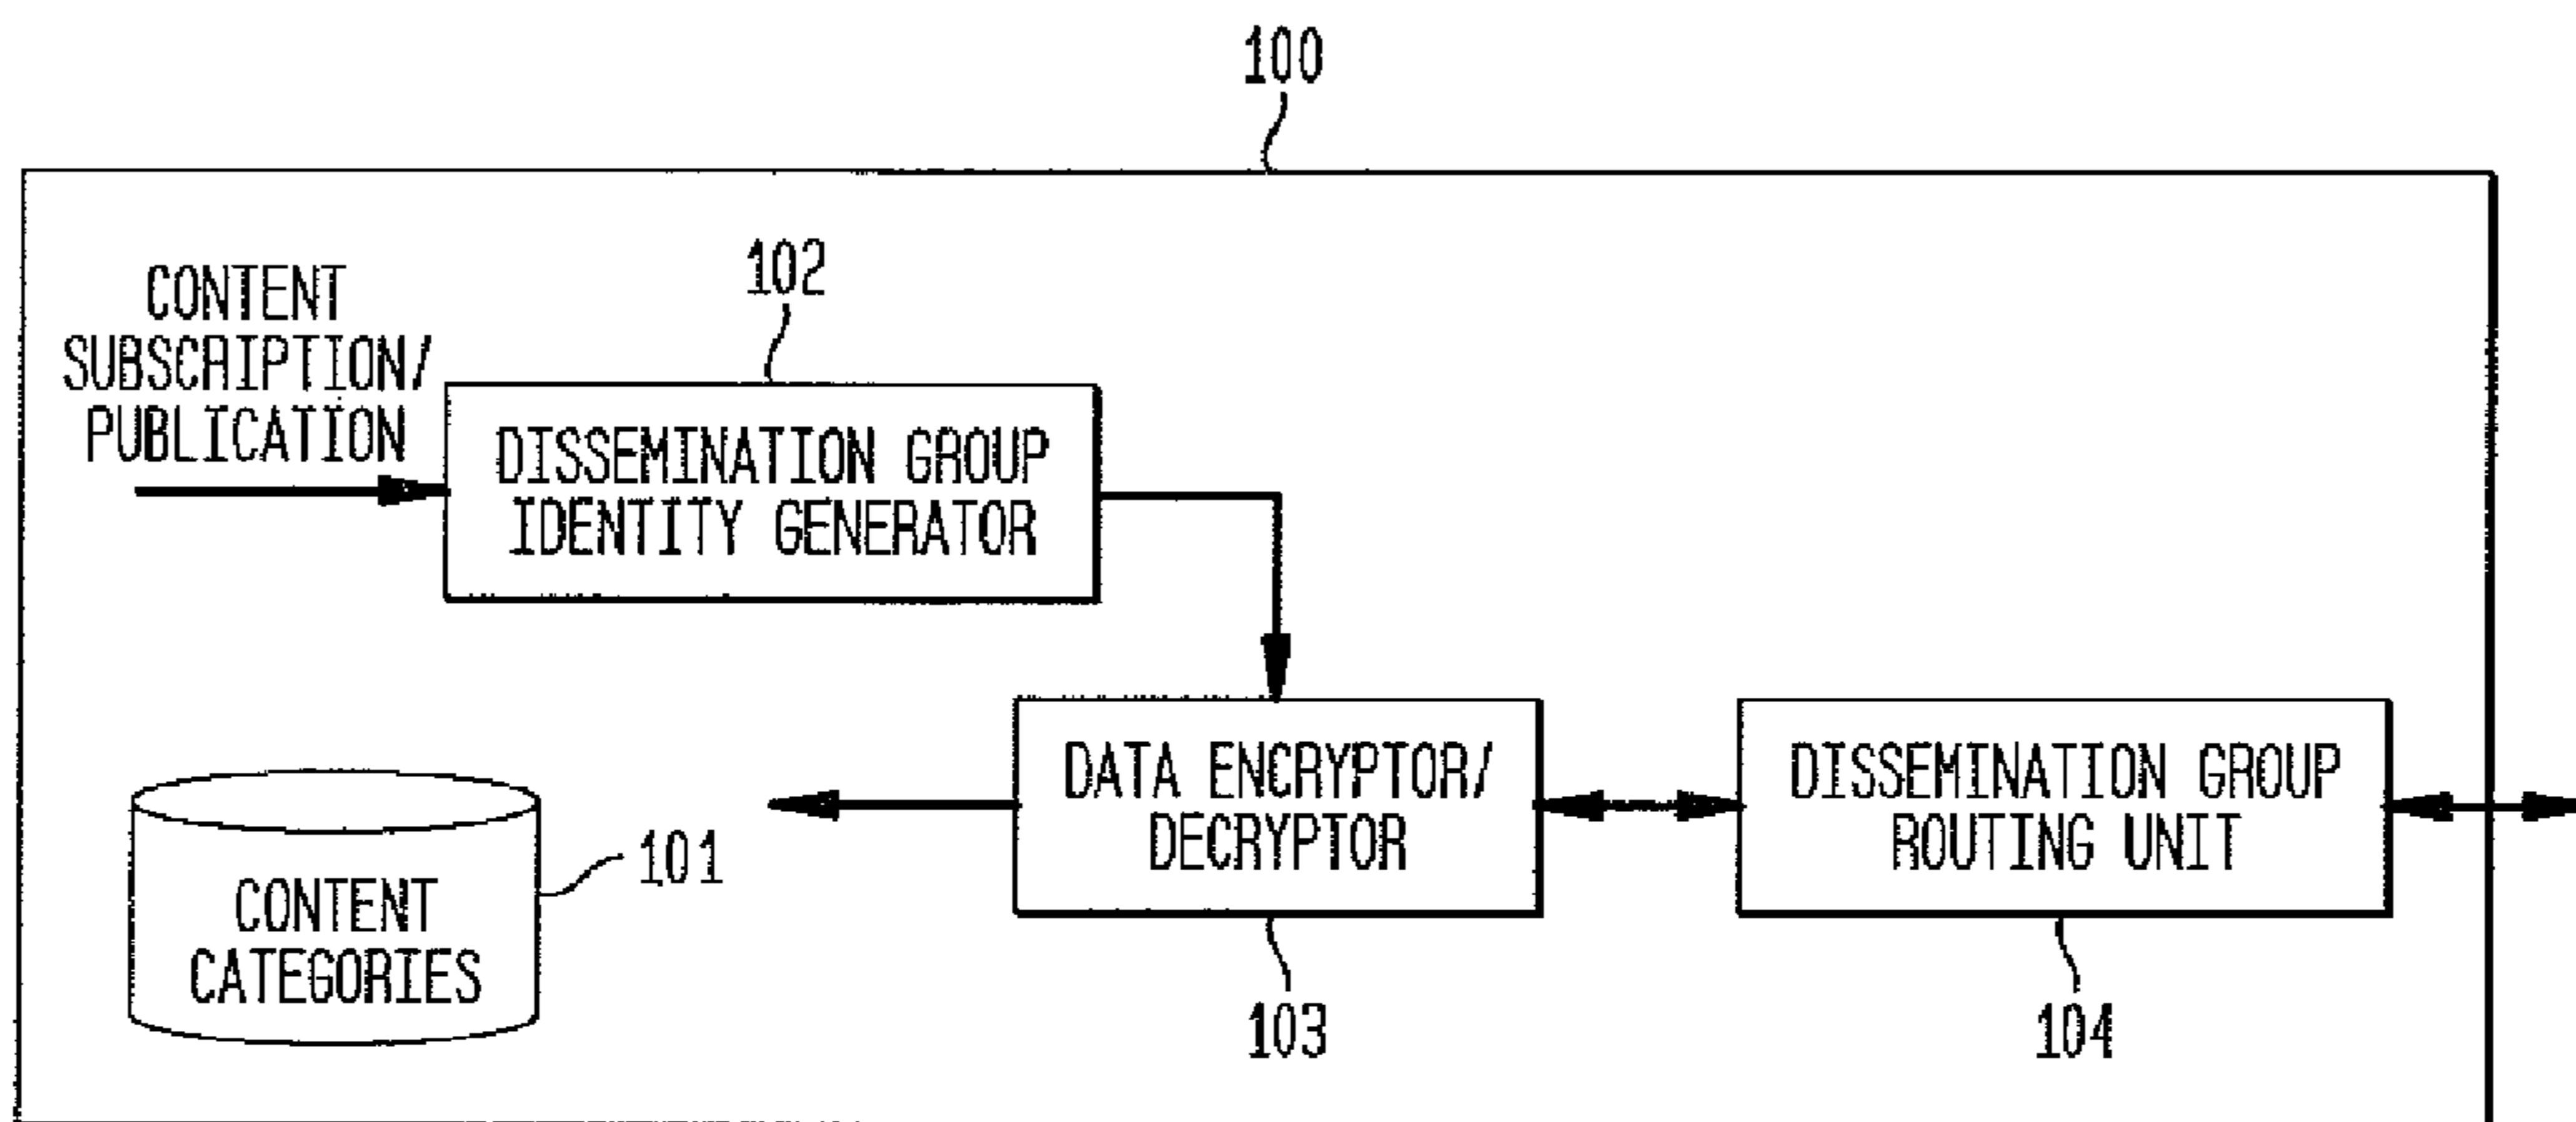 100
CONTENT
SUBSCRIPTION/
PUBLICATION
102
DISSEMINATION GROUP
IDENTITY GENERATOR
DATA ENCRYPTOR/
DECRYPTOR
DISSEMINATION GROUP
ROUTING UNIT
101
CONTENT
CATEGORIES
103
104